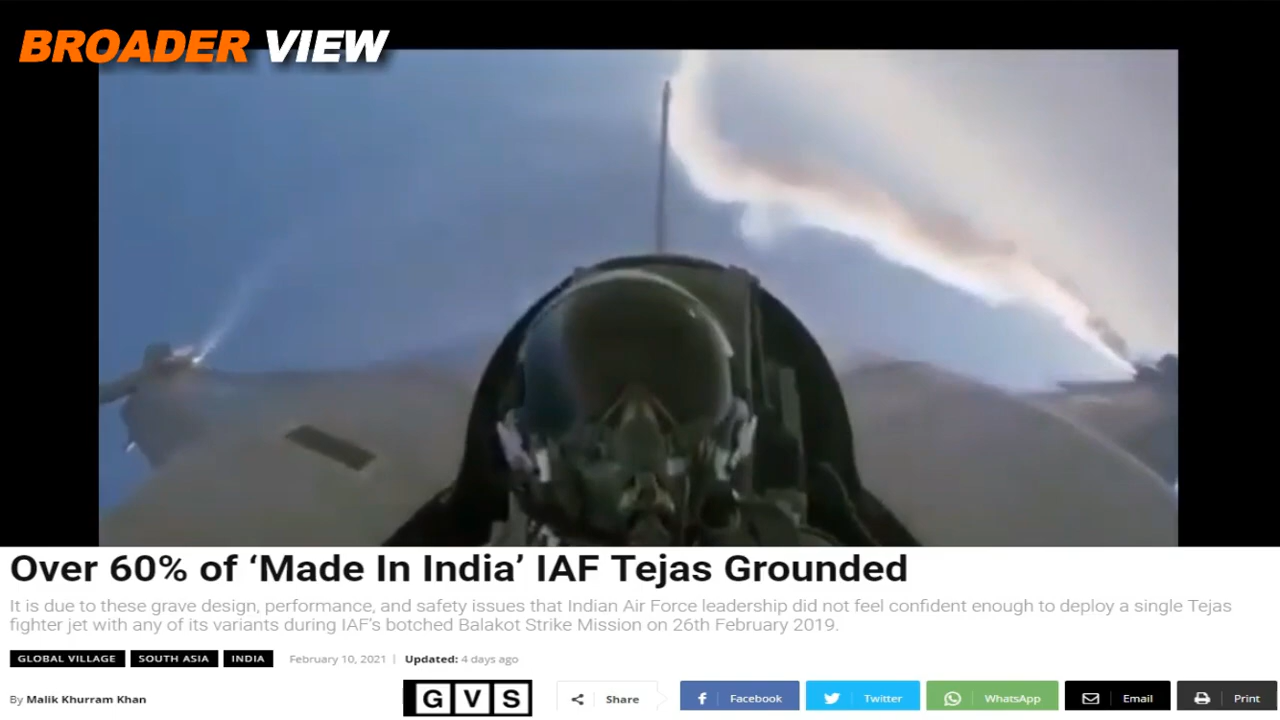 BROADER VIEW
Over 60% of ‘Made In India’ IAF Tejas Grounded
It is due to these grave design, performance, and safety issues that Indian Air Force leadership did not feel confident enough to deploy a single Tejas
fighter jet with any of its variants during IAF's botched Balakot Strike Mission on 26th February 2019.
GLOBAL VILLAGE SOUTH ASIA INDIA February 10, 2021 | Updated: 4 days ago
By Malik Khurram Khan GVS Share Facebook Twitter WhatsApp Email Print